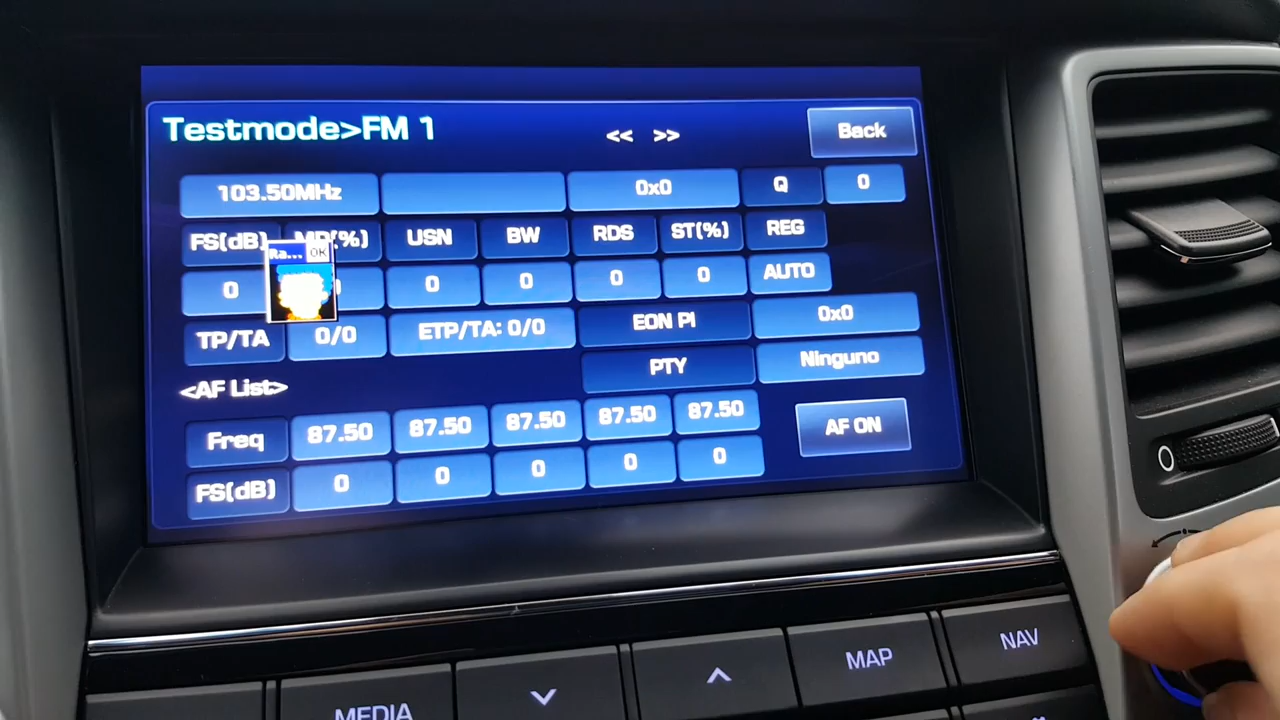 Testmode>FM 1 << >> Back
103.50MHz 0x0 Q 0
FS(dB) MP(%) USN BW RDS ST(%) REG
Ra... OK
0 0 0 0 0 AUTO
TP/TA 0/0 ETP/TA: 0/0 EON PI 0x0
PTY Ninguno
<AF List>
Freq 87.50 87.50 87.50 87.50 87.50 AF ON
FS(dB) 0 0 0 0 0
MEDIA MAP NAV